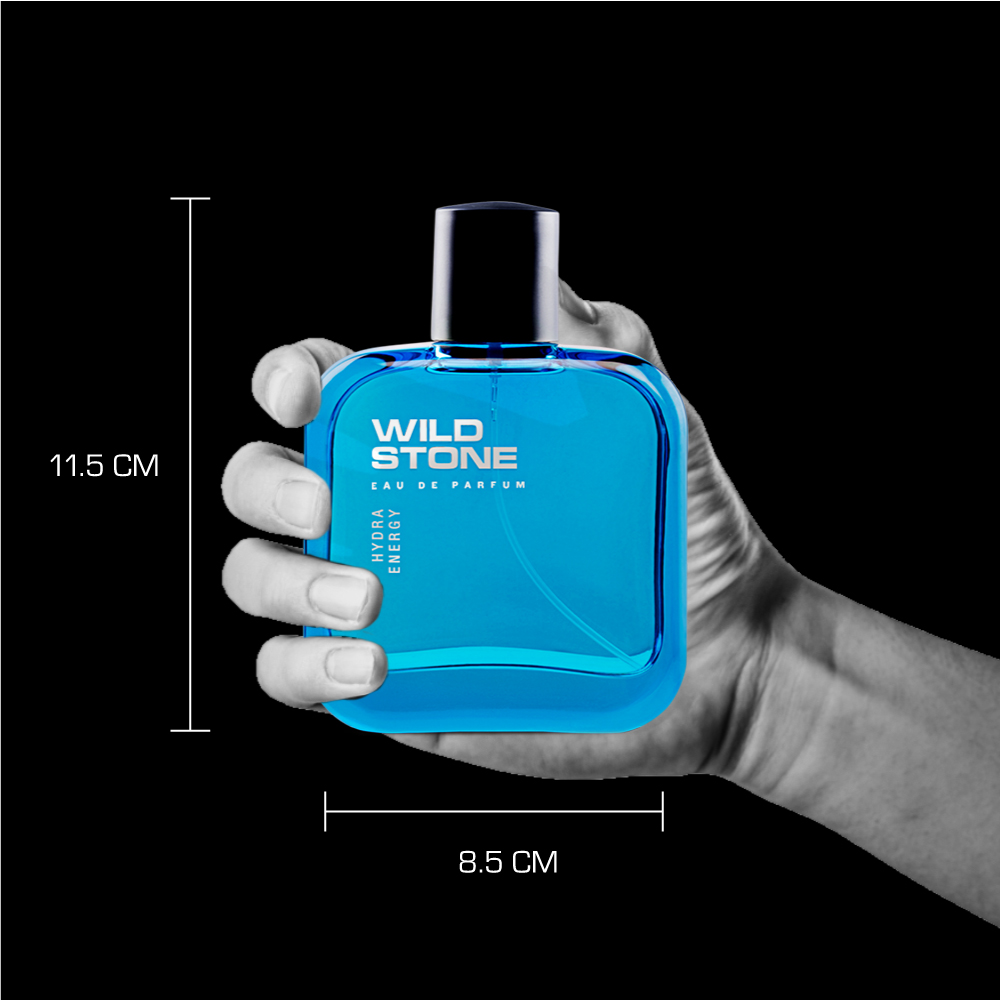 11.5 CM
WILD
STONE
EAU DE PARFUM
HYDRA
ENERGY
8.5 CM